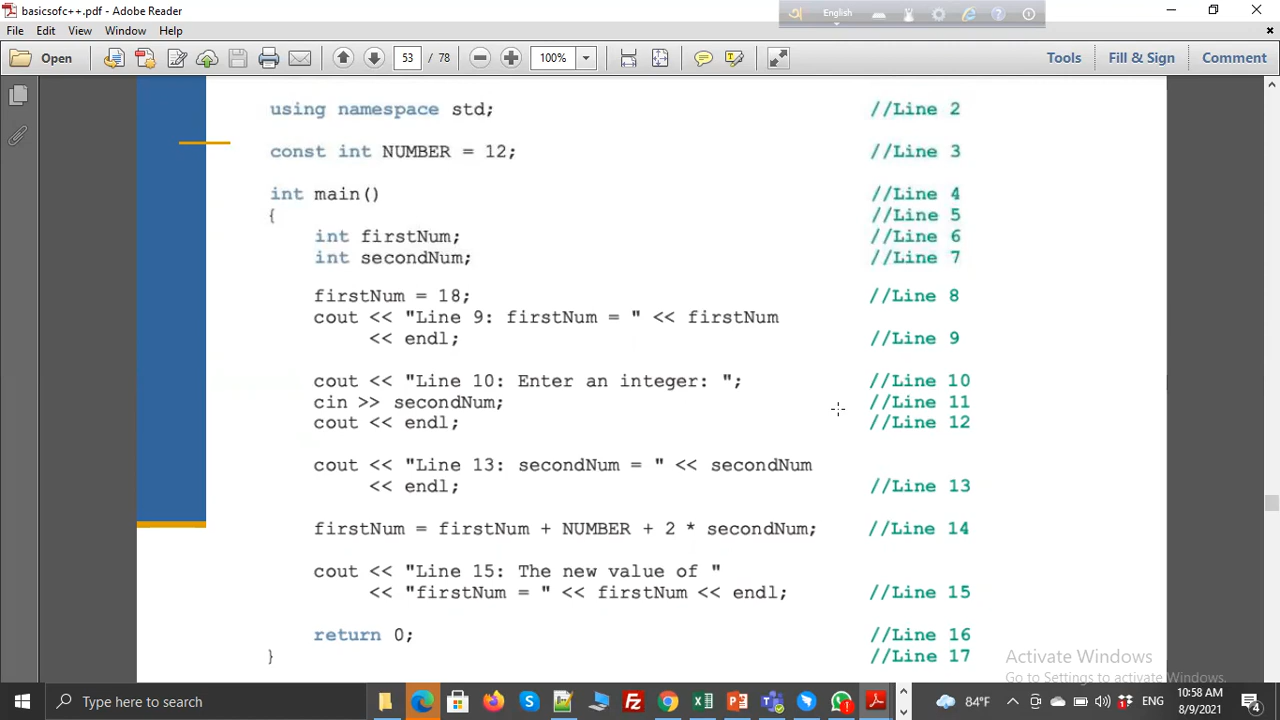 basicsofc++.pdf - Adobe Reader
English
File Edit View Window Help
Open 53 / 78 100% Tools Fill & Sign Comment
using namespace std; //Line 2
const int NUMBER = 12; //Line 3
int main() //Line 4
{ //Line 5
int firstNum; //Line 6
int secondNum; //Line 7
firstNum = 18; //Line 8
cout << "Line 9: firstNum = " << firstNum
<< endl; //Line 9
cout << "Line 10: Enter an integer: "; //Line 10
cin >> secondNum; //Line 11
cout << endl; //Line 12
cout << "Line 13: secondNum = " << secondNum
<< endl; //Line 13
firstNum = firstNum + NUMBER + 2 * secondNum; //Line 14
cout << "Line 15: The new value of "
<< "firstNum = " << firstNum << endl; //Line 15
return 0; //Line 16
} //Line 17
Activate Windows
Go to Settings to activate Windows.
Type here to search 84°F ENG 10:58 AM
8/9/2021 4